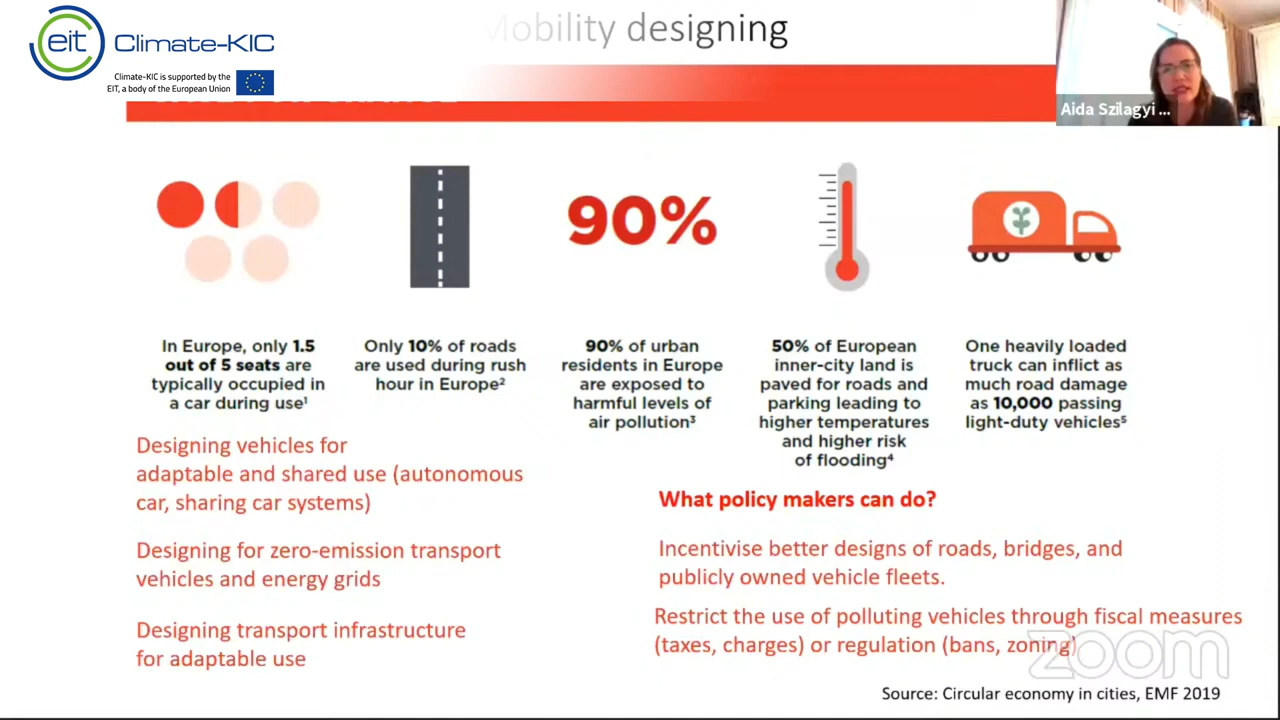 Mobility designing
eit Climate-KIC
Climate-KIC is supported by the
EIT, a body of the European Union
Aida Szilagyi ...
90%
In Europe, only 1.5
out of 5 seats are
typically occupied in
a car during use¹
Only 10% of roads
are used during rush
hour in Europe²
90% of urban
residents in Europe
are exposed to
harmful levels of
air pollution³
50% of European
inner-city land is
paved for roads and
parking leading to
higher temperatures
and higher risk
of flooding⁴
One heavily loaded
truck can inflict as
much road damage
as 10,000 passing
light-duty vehicles⁵
Designing vehicles for
adaptable and shared use (autonomous
car, sharing car systems)
Designing for zero-emission transport
vehicles and energy grids
Designing transport infrastructure
for adaptable use
What policy makers can do?
Incentivise better designs of roads, bridges, and
publicly owned vehicle fleets.
Restrict the use of polluting vehicles through fiscal measures
(taxes, charges) or regulation (bans, zoning)
zoom
Source: Circular economy in cities, EMF 2019